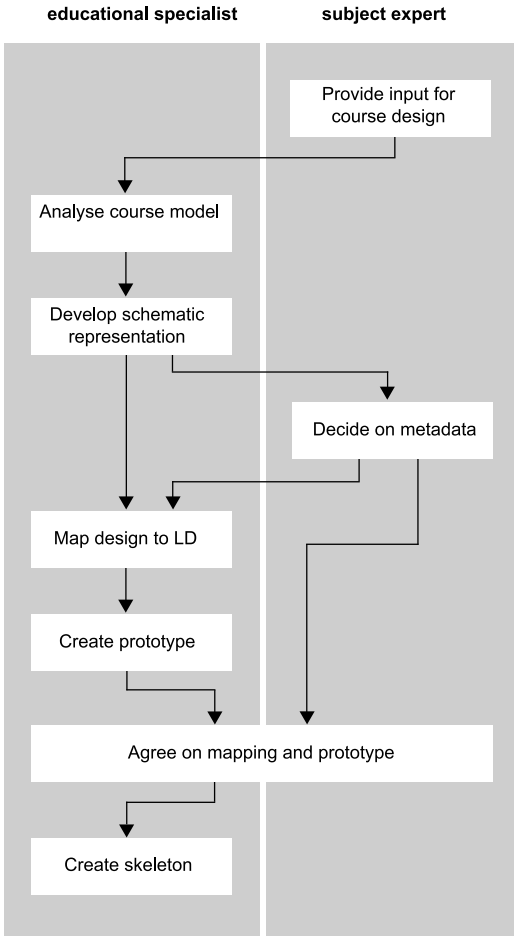 educational specialist
subject expert
Provide input for
course design
Analyse course model
Develop schematic
representation
Decide on metadata
Map design to LD
Create prototype
Agree on mapping and prototype
Create skeleton